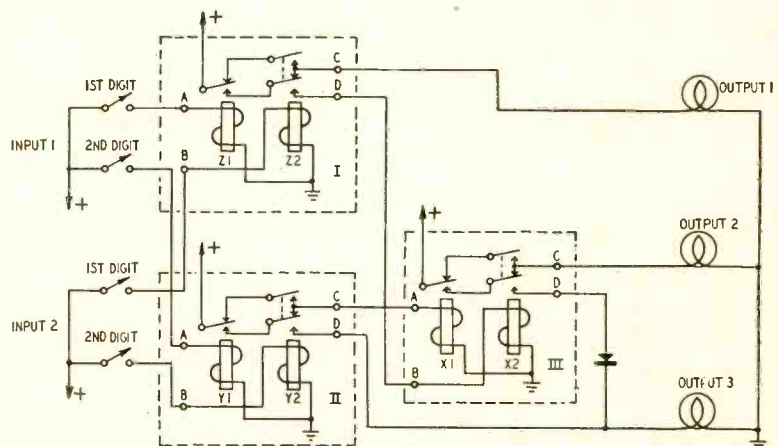 +
C
1ST DIGIT
A
D
OUTPUT 1
INPUT 1
2ND DIGIT
B
Z1
Z2
I
+
+
+
OUTPUT 2
1ST DIGIT
C
C
INPUT 2
A
D
A
D
2ND DIGIT
X1
X2
III
+
B
Y1
Y2
II
B
OUTPUT 3